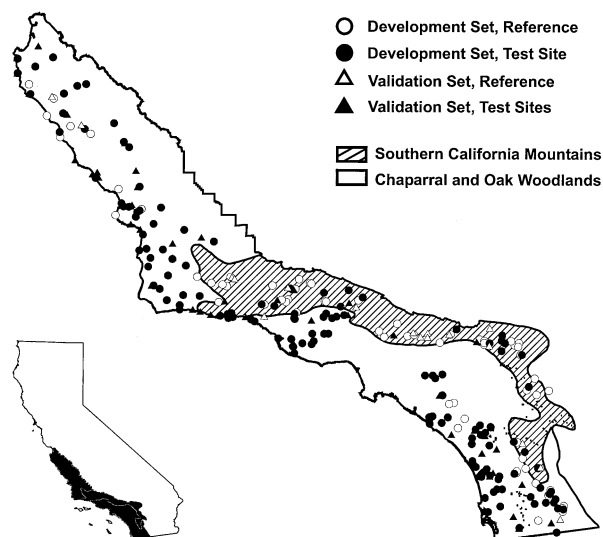 Development Set, Reference
Development Set, Test Site
Validation Set, Reference
Validation Set, Test Sites
Southern California Mountains
Chaparral and Oak Woodlands